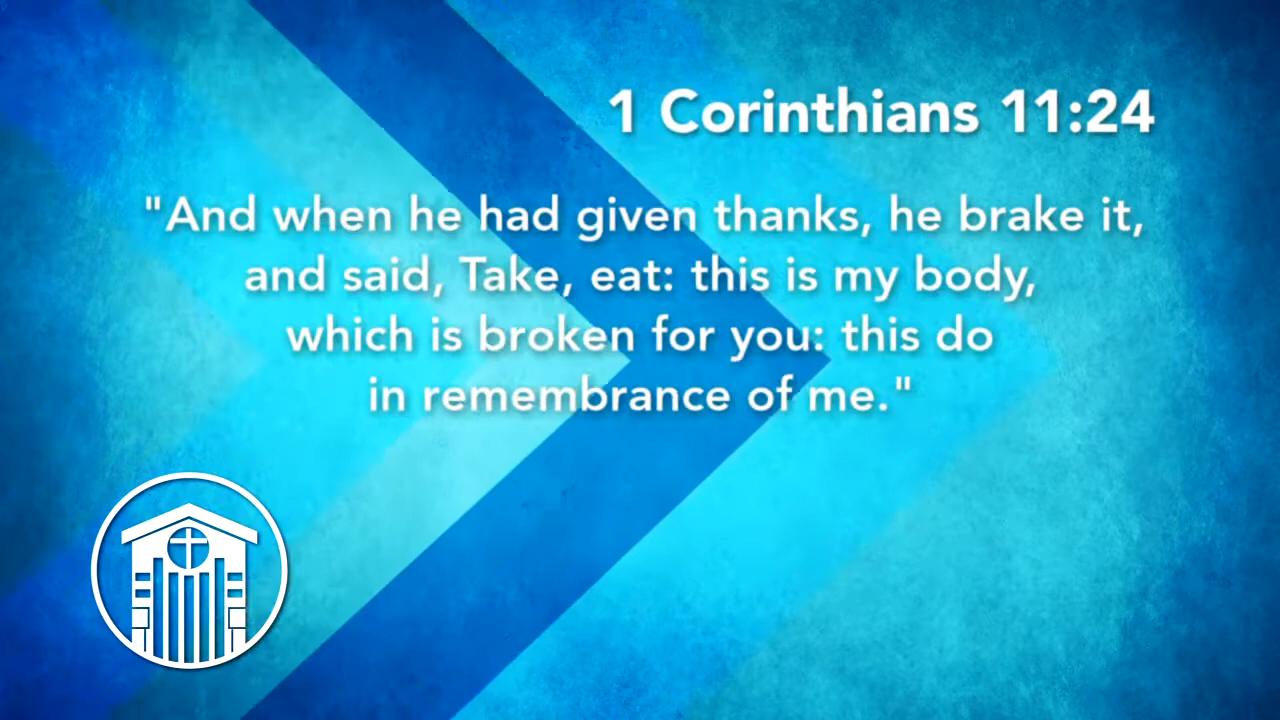 1 Corinthians 11:24
"And when he had given thanks, he brake it,
and said, Take, eat: this is my body,
which is broken for you: this do
in remembrance of me."